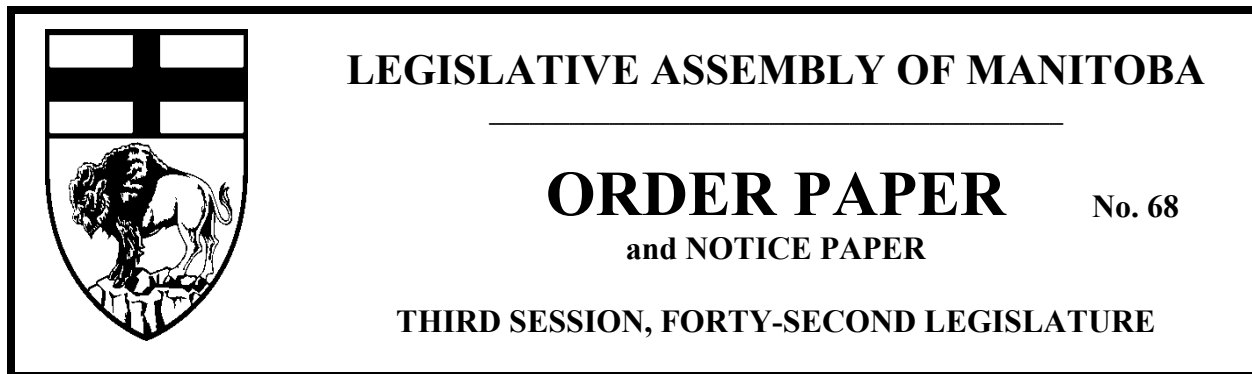 LEGISLATIVE ASSEMBLY OF MANITOBA
ORDER PAPER No. 68
and NOTICE PAPER
THIRD SESSION, FORTY-SECOND LEGISLATURE